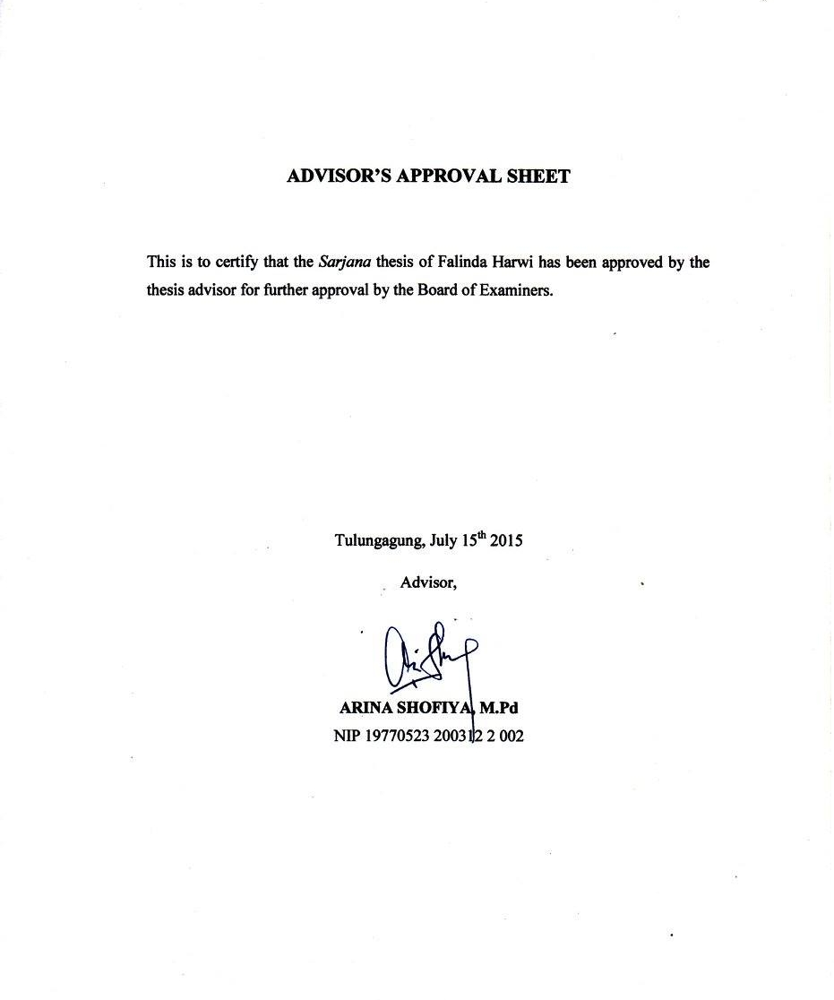 ADVISOR'S APPROVAL SHEET
This is to certify that the Sarjana thesis of Falinda Harwi has been approved by the
thesis advisor for further approval by the Board of Examiners.
Tulungagung, July 15th 2015
Advisor,
ARINA SHOFIYA, M.Pd
NIP 19770523 200312 2 002